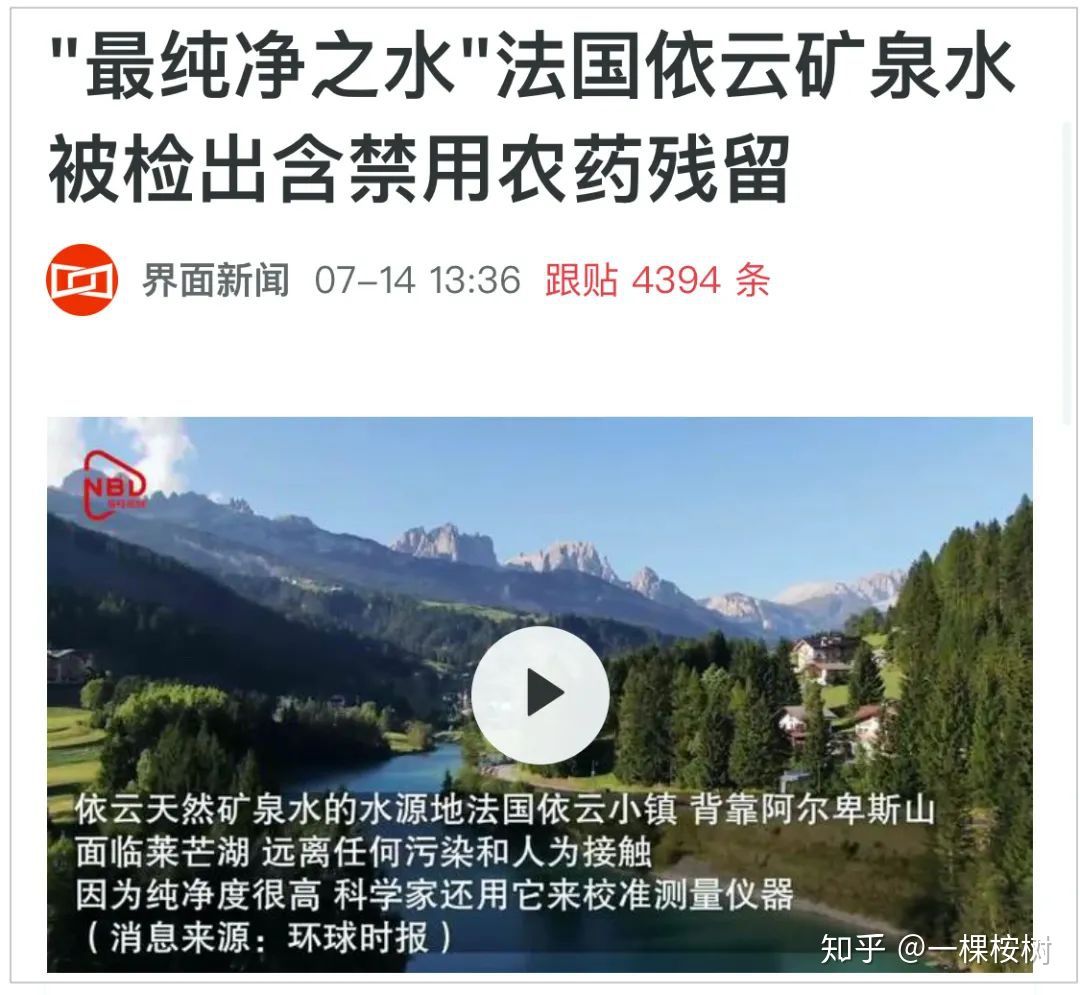 "最纯净之水"法国依云矿泉水
被检出含禁用农药残留
界面新闻 07-14 13:36 跟贴 4394 条
NBD
依云天然矿泉水的水源地法国依云小镇 背靠阿尔卑斯山
面临莱芒湖 远离任何污染和人为接触
因为纯净度很高 科学家还用它来校准测量仪器
（消息来源：环球时报）
知乎 @一棵桉树